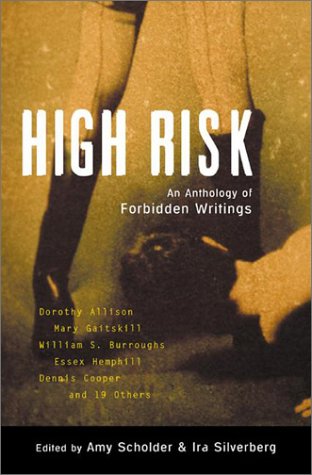 HIGH RISK
An Anthology of
Forbidden Writings
Dorothy Allison
Mary Gaitskill
William S. Burroughs
Essex Hemphill
Dennis Cooper
and 19 Others
Edited by Amy Scholder & Ira Silverberg